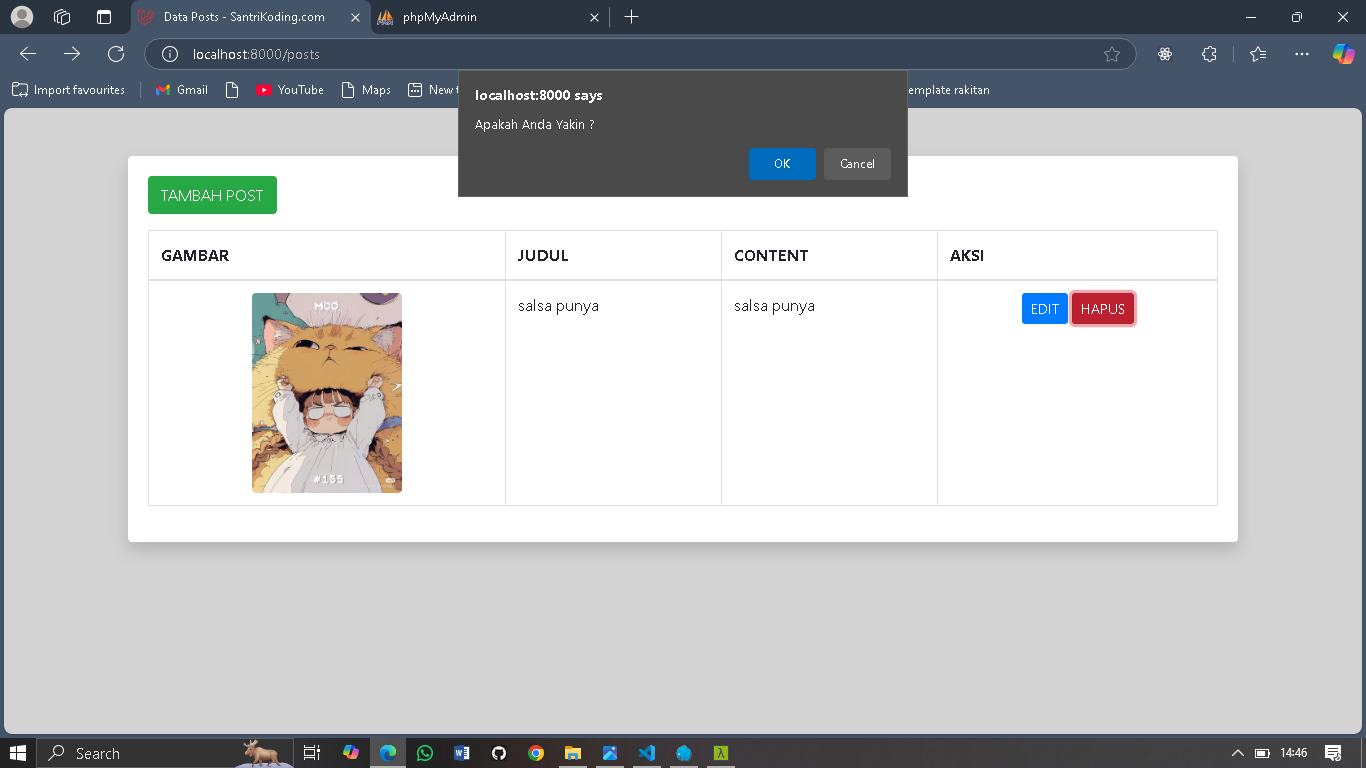 Data Posts - SantriKoding.com
phpMyAdmin
localhost:8000/posts
Import favourites
Gmail
YouTube
Maps
New t
emplate rakitan
localhost:8000 says
Apakah Anda Yakin ?
OK
Cancel
TAMBAH POST
GAMBAR JUDUL CONTENT AKSI
salsa punya salsa punya EDIT HAPUS
#155
Search
14:46